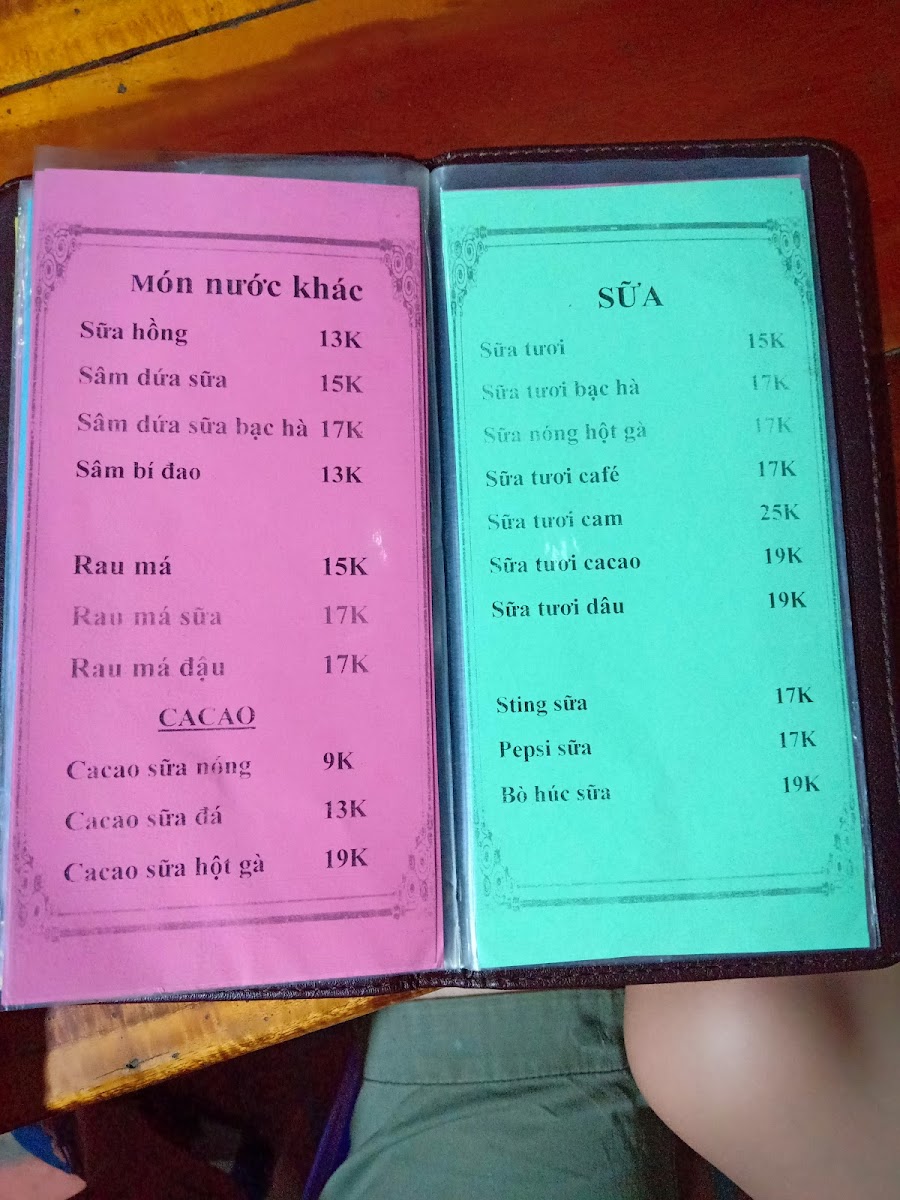 Món nước khác
Sữa hồng 13K
Sâm dứa sữa 15K
Sâm dứa sữa bạc hà 17K
Sâm bí đao 13K
Rau má 15K
Rau má sữa 17K
Rau má đậu 17K
CACAO
Cacao sữa nóng 9K
Cacao sữa đá 13K
Cacao sữa hột gà 19K
SỮA
Sữa tươi 15K
Sữa tươi bạc hà 17K
Sữa nóng hột gà 17K
Sữa tươi café 17K
Sữa tươi cam 25K
Sữa tươi cacao 19K
Sữa tươi dâu 19K
Sting sữa 17K
Pepsi sữa 17K
Bò húc sữa 19K